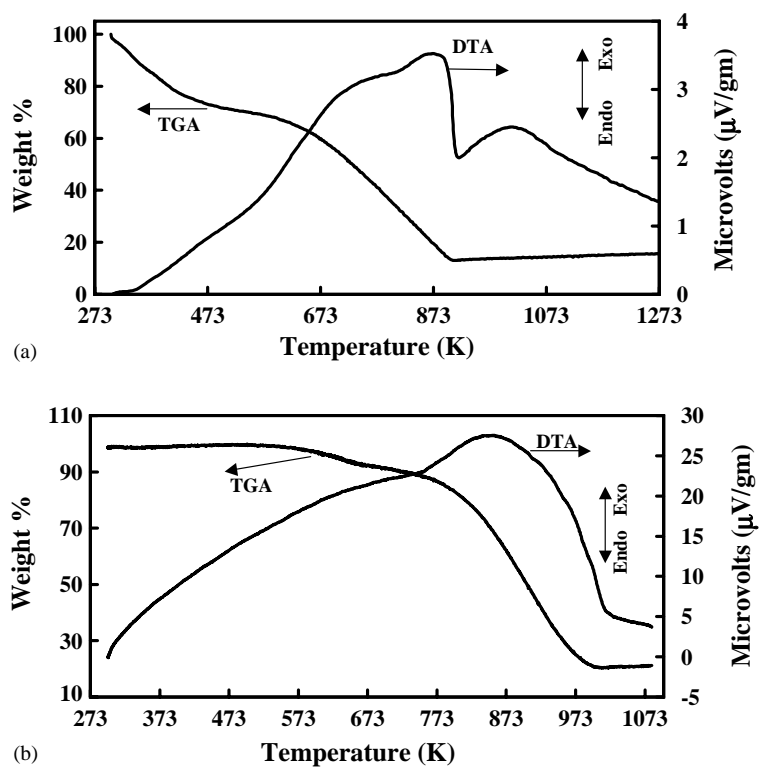 100
80
60
40
20
0
Weight %
4
3
2
1
0
Microvolts (µV/gm)
DTA
TGA
Endo Exo
273 473 673 873 1073 1273
Temperature (K)
(a)
110
90
70
50
30
10
Weight %
30
25
20
15
10
5
0
-5
Microvolts (µV/gm)
DTA
TGA
Endo Exo
273 373 473 573 673 773 873 973 1073
Temperature (K)
(b)